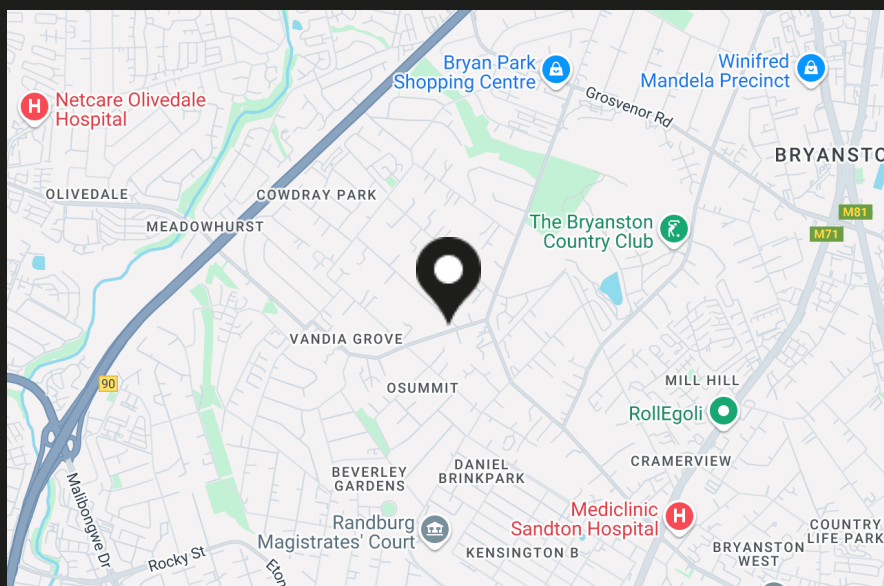 Bryan Park
Shopping Centre
Winifred
Mandela Precinct
Netcare Olivedale
Hospital
Grosvenor Rd
BRYANSTO
OLIVEDALE
COWDRAY PARK
M81
MEADOWHURST
The Bryanston
Country Club
M71
VANDIA GROVE
90
OSUMMIT
MILL HILL
RollEgoli
CRAMERVIEW
BEVERLEY
GARDENS
DANIEL
BRINKPARK
Malibongwe Dr
Mediclinic
Sandton Hospital
Randburg
Magistrates' Court
COUNTRY
LIFE PARK
KENSINGTON B
BRYANSTON
WEST
Rocky St
Eton